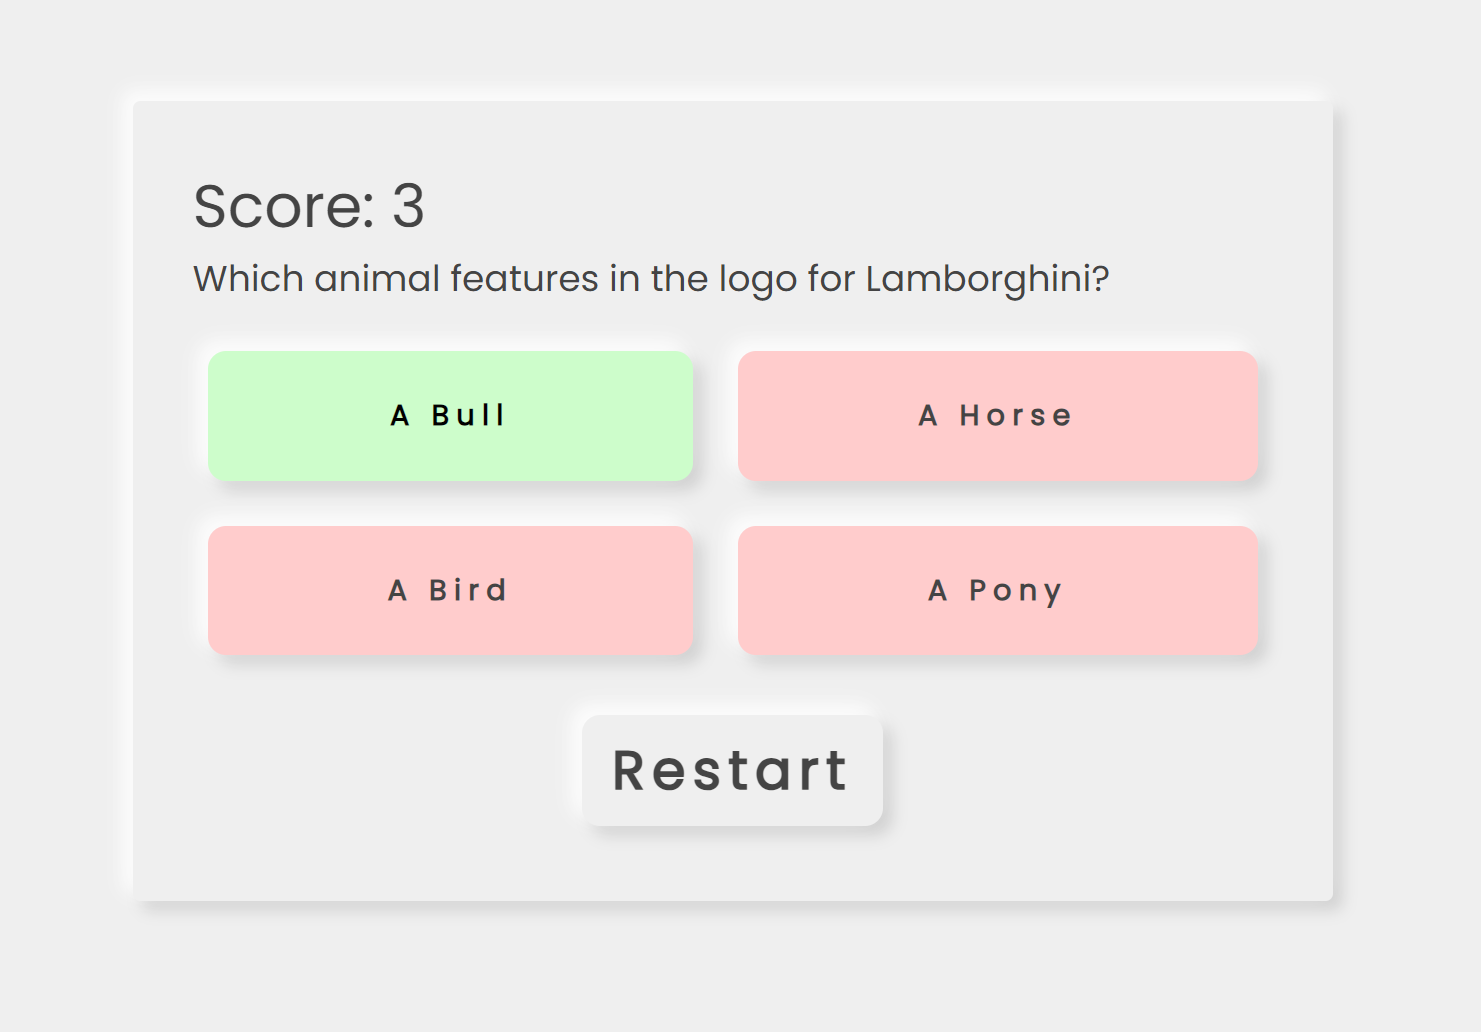 Score: 3
Which animal features in the logo for Lamborghini?
A Bull
A Horse
A Bird
A Pony
Restart